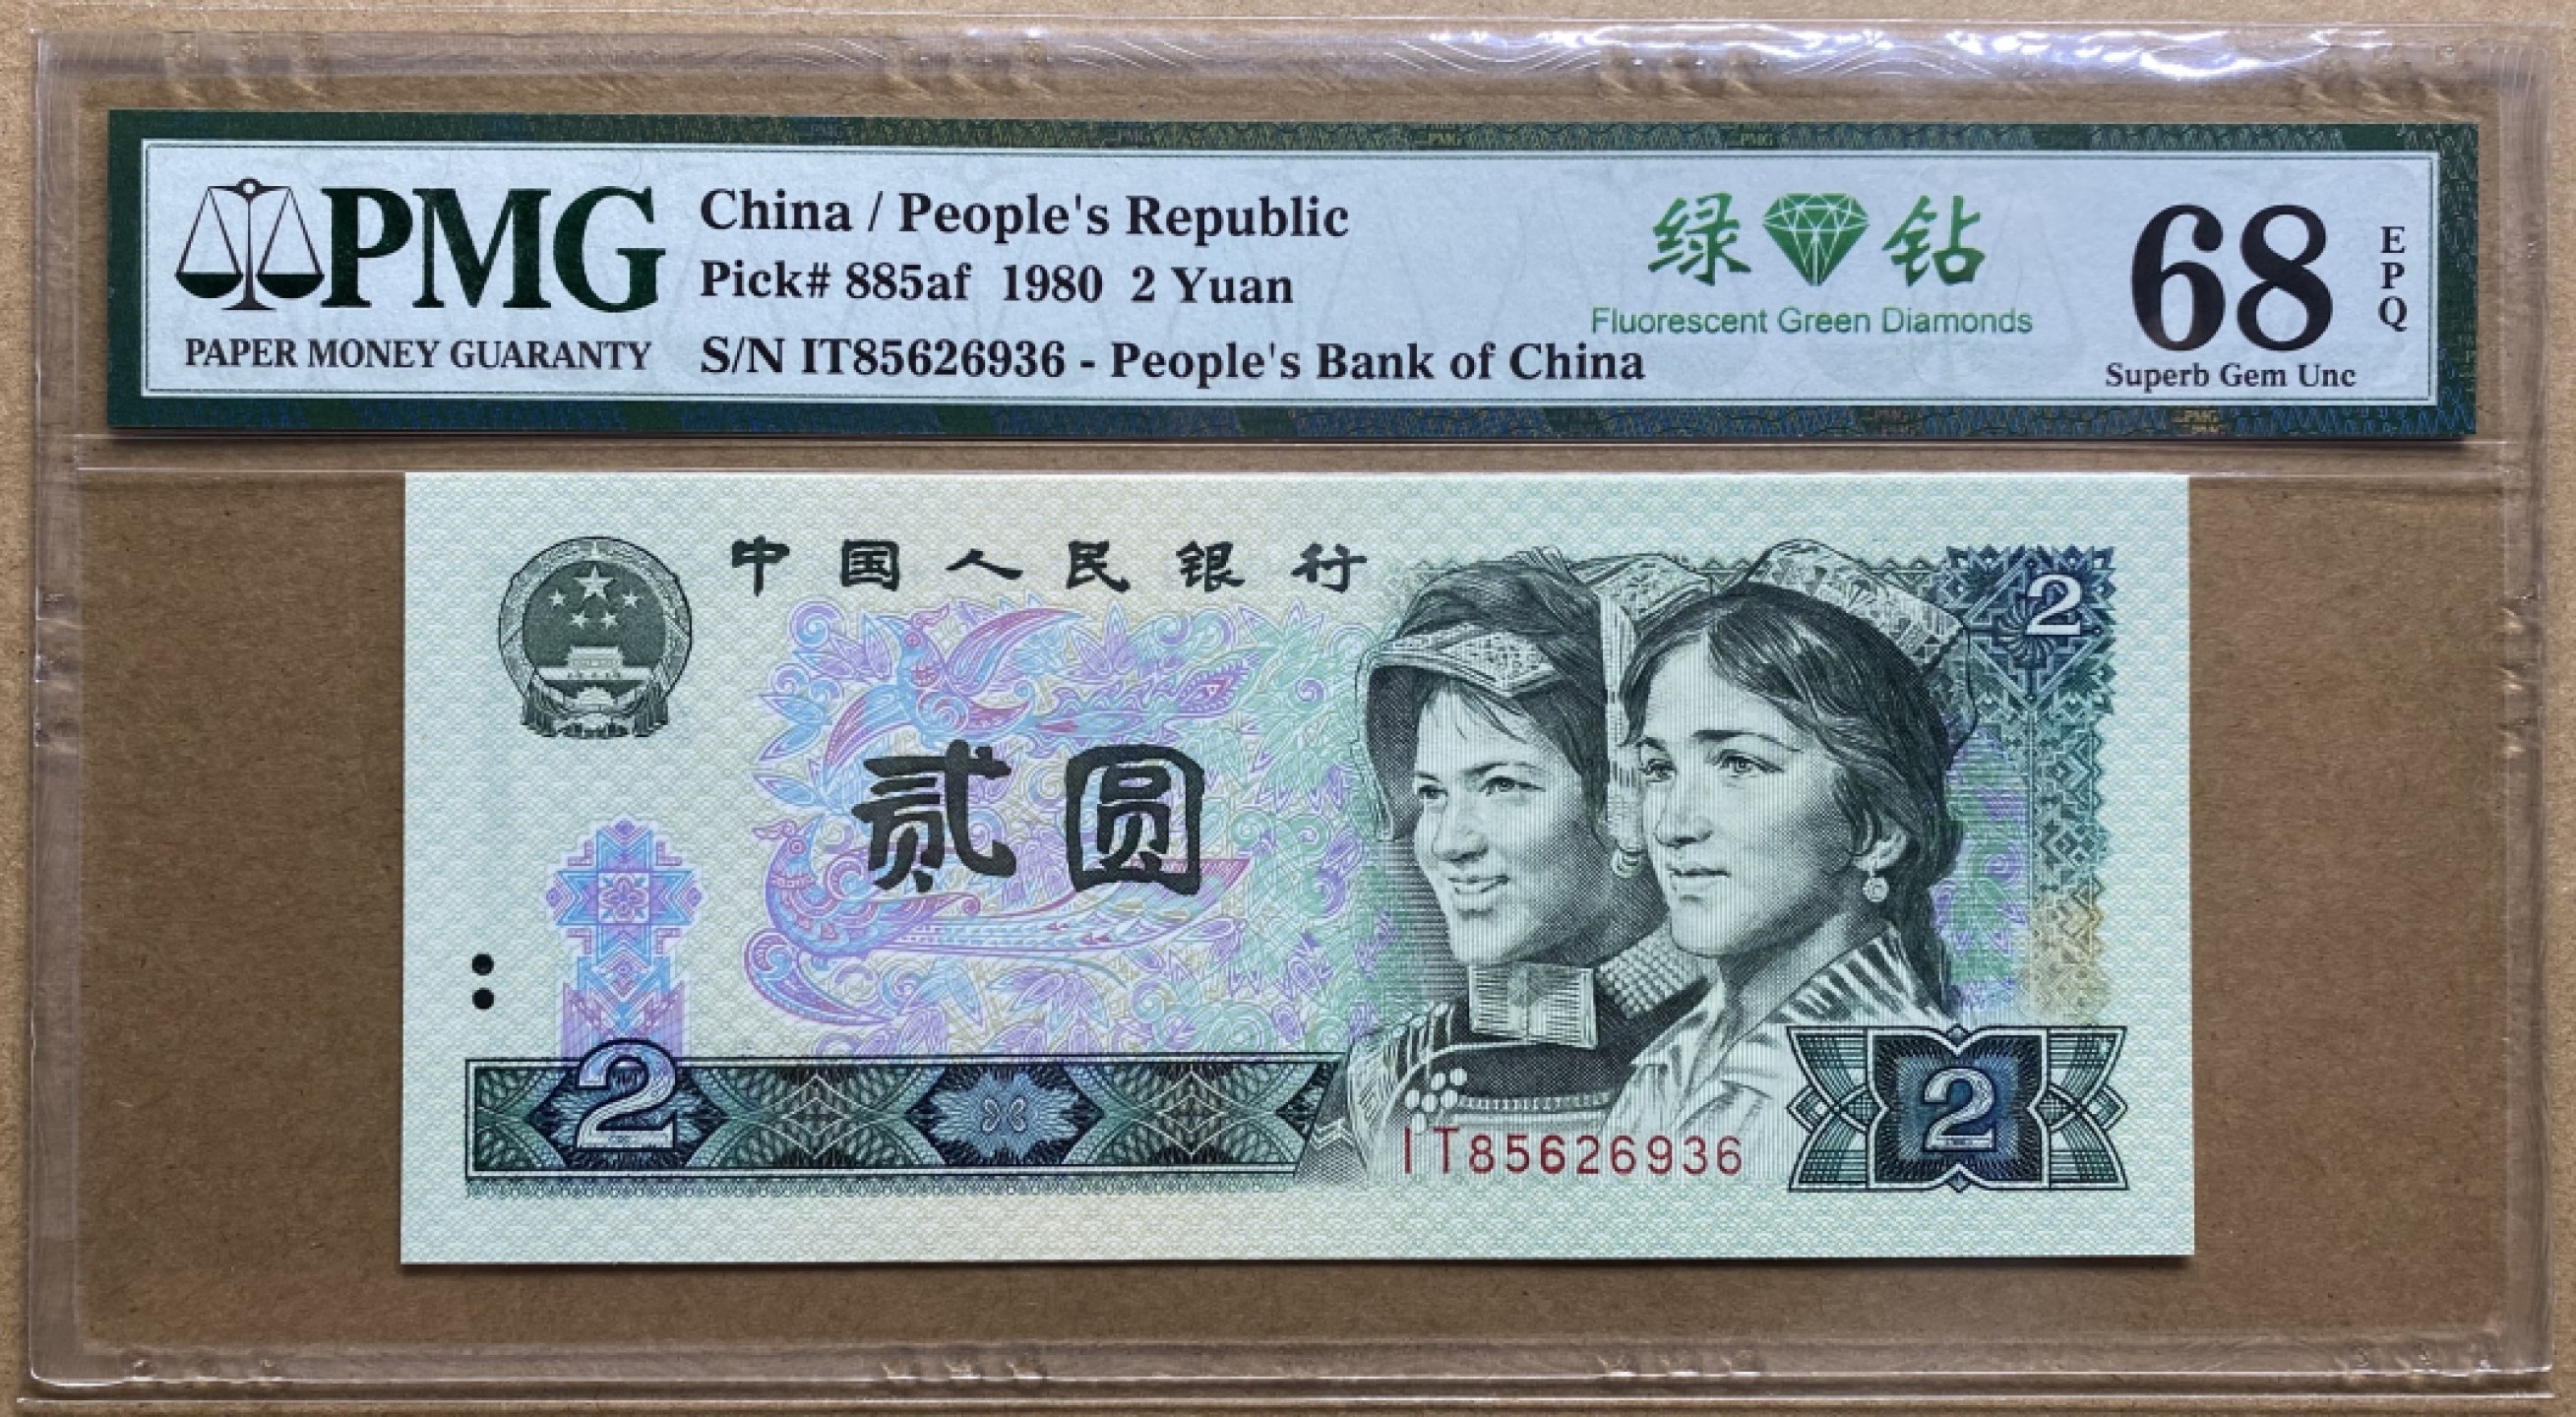 PMG
PAPER MONEY GUARANTY
China / People's Republic
Pick# 885af 1980 2 Yuan
S/N IT85626936 - People's Bank of China
绿钻
Fluorescent Green Diamonds
68
EPQ
Superb Gem Unc
中国人民银行
2
贰圆
2
2
IT85626936